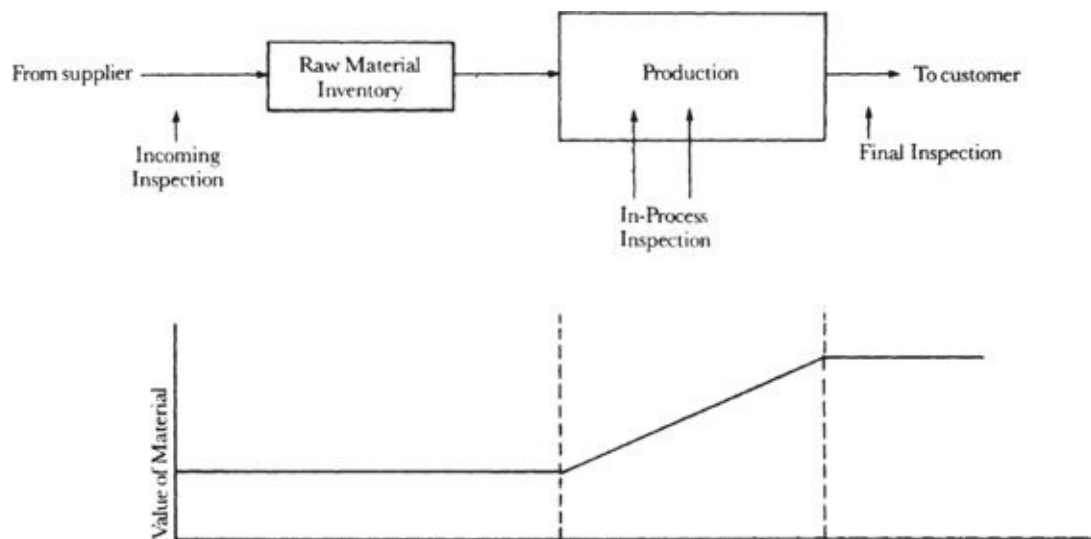 From supplier
Raw Material
Inventory
Production
To customer
Incoming
Inspection
Final Inspection
In-Process
Inspection
Value of Material